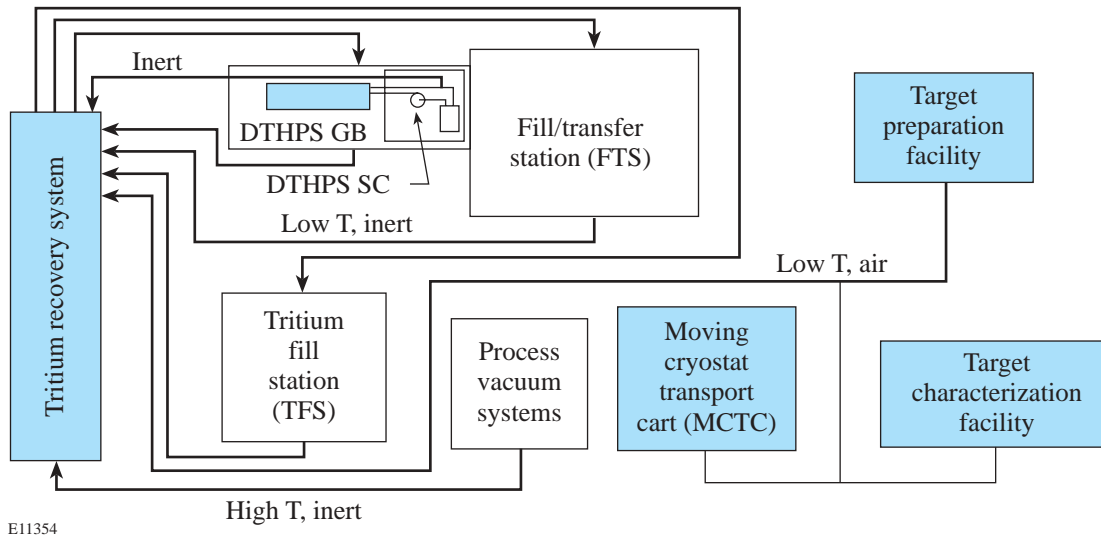 Inert
DTHPS GB
DTHPS SC
Fill/transfer
station (FTS)
Target
preparation
facility
Tritium recovery system
Low T, inert
Low T, air
Tritium
fill
station
(TFS)
Process
vacuum
systems
Moving
cryostat
transport
cart (MCTC)
Target
characterization
facility
High T, inert
E11354